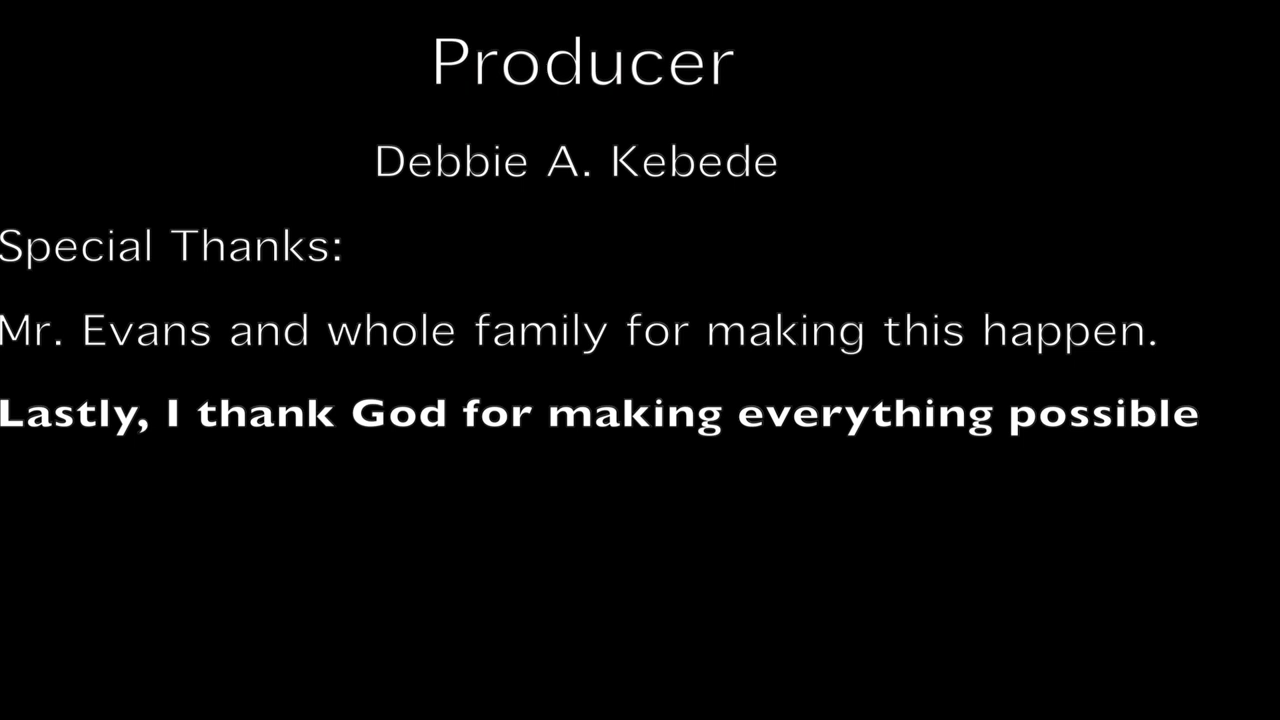 Producer
Debbie A. Kebede
Special Thanks:
Mr. Evans and whole family for making this happen.
Lastly, I thank God for making everything possible